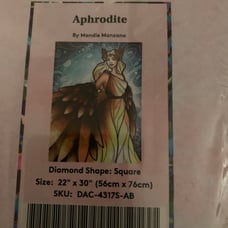 Aphrodite
By Mandie Manzano
Diamond Shape: Square
Size: 22" x 30" (56cm x 76cm)
SKU: DAC-4317S-AB